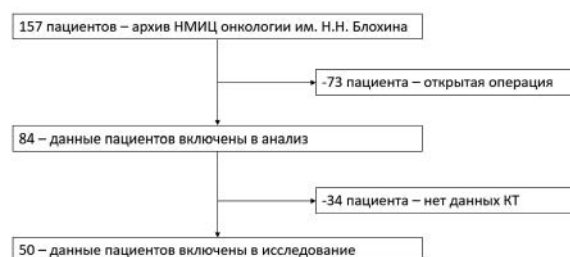 157 пациентов – архив НМИЦ онкологии им. Н.Н. Блохина
-73 пациента – открытая операция
84 – данные пациентов включены в анализ
-34 пациента – нет данных КТ
50 – данные пациентов включены в исследование